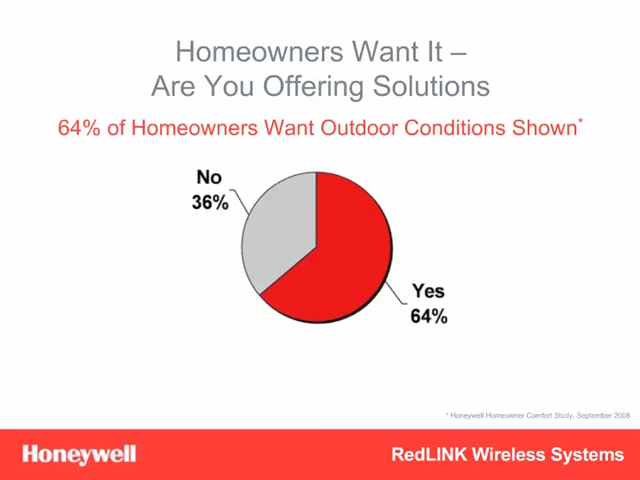 Homeowners Want It –
Are You Offering Solutions
64% of Homeowners Want Outdoor Conditions Shown*
No
36%
Yes
64%
* Honeywell Homeowner Comfort Study, September 2008
Honeywell
RedLINK Wireless Systems